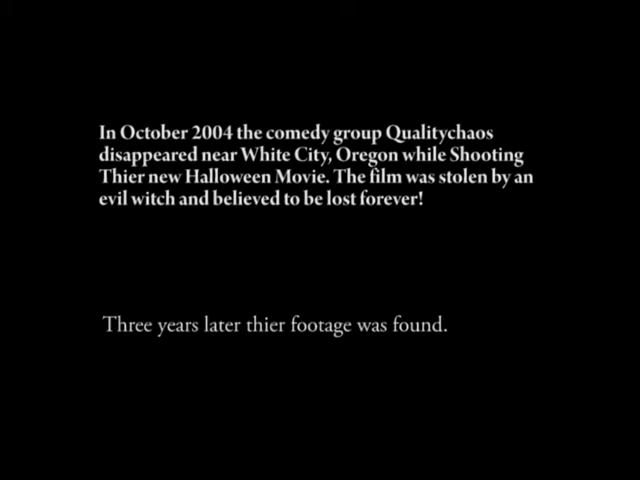 In October 2004 the comedy group Qualitychaos
disappeared near White City, Oregon while Shooting
Thier new Halloween Movie. The film was stolen by an
evil witch and believed to be lost forever!
Three years later thier footage was found.